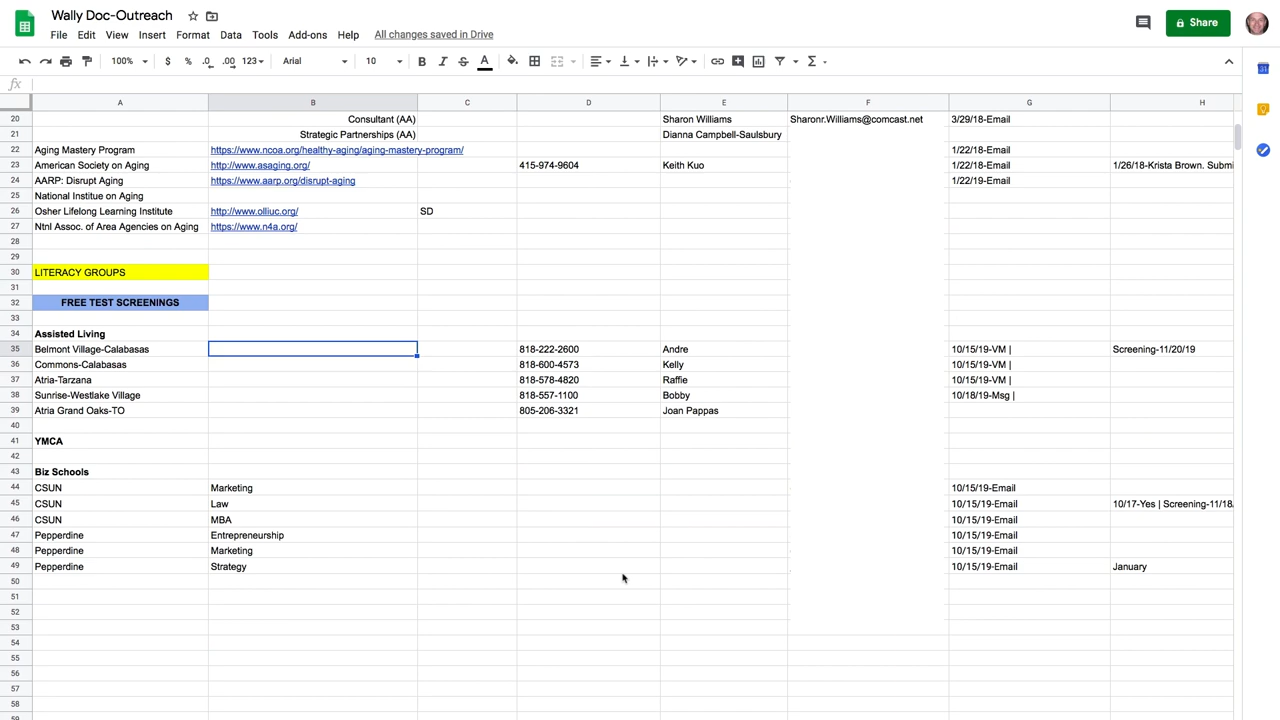 Wally Doc-Outreach
File Edit View Insert Format Data Tools Add-ons Help All changes saved in Drive
Share
100% $ % .0 .00 123 Arial 10 B I S A Σ
fx
A B C D E F G H
20 Consultant (AA) Sharon Williams Sharonr.Williams@comcast.net 3/29/18-Email
21 Strategic Partnerships (AA) Dianna Campbell-Saulsbury
22 Aging Mastery Program https://www.ncoa.org/healthy-aging/aging-mastery-program/ 1/22/18-Email
23 American Society on Aging http://www.asaging.org/ 415-974-9604 Keith Kuo 1/22/18-Email 1/26/18-Krista Brown. Submi
24 AARP: Disrupt Aging https://www.aarp.org/disrupt-aging 1/22/19-Email
25 National Institue on Aging
26 Osher Lifelong Learning Institute http://www.olliuc.org/ SD
27 Ntnl Assoc. of Area Agencies on Aging https://www.n4a.org/
28
29
30 LITERACY GROUPS
31
32 FREE TEST SCREENINGS
33
34 Assisted Living
35 Belmont Village-Calabasas 818-222-2600 Andre 10/15/19-VM | Screening-11/20/19
36 Commons-Calabasas 818-600-4573 Kelly 10/15/19-VM |
37 Atria-Tarzana 818-578-4820 Raffie 10/15/19-VM |
38 Sunrise-Westlake Village 818-557-1100 Bobby 10/18/19-Msg |
39 Atria Grand Oaks-TO 805-206-3321 Joan Pappas
40
41 YMCA
42
43 Biz Schools
44 CSUN Marketing 10/15/19-Email
45 CSUN Law 10/15/19-Email 10/17-Yes | Screening-11/18/
46 CSUN MBA 10/15/19-Email
47 Pepperdine Entrepreneurship 10/15/19-Email
48 Pepperdine Marketing 10/15/19-Email
49 Pepperdine Strategy 10/15/19-Email January
50
51
52
53
54
55
56
57
58
59